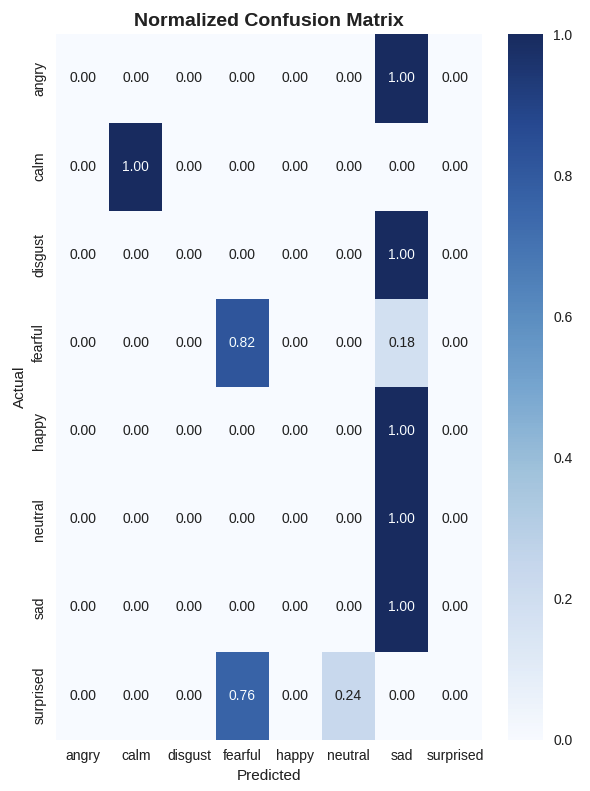 Normalized Confusion Matrix
angry 0.00 0.00 0.00 0.00 0.00 0.00 1.00 0.00
calm 0.00 1.00 0.00 0.00 0.00 0.00 0.00 0.00
disgust 0.00 0.00 0.00 0.00 0.00 0.00 1.00 0.00
fearful 0.00 0.00 0.00 0.82 0.00 0.00 0.18 0.00
happy 0.00 0.00 0.00 0.00 0.00 0.00 1.00 0.00
neutral 0.00 0.00 0.00 0.00 0.00 0.00 1.00 0.00
sad 0.00 0.00 0.00 0.00 0.00 0.00 1.00 0.00
surprised 0.00 0.00 0.00 0.76 0.00 0.24 0.00 0.00
Actual
angry calm disgust fearful happy neutral sad surprised
Predicted
1.0
0.8
0.6
0.4
0.2
0.0